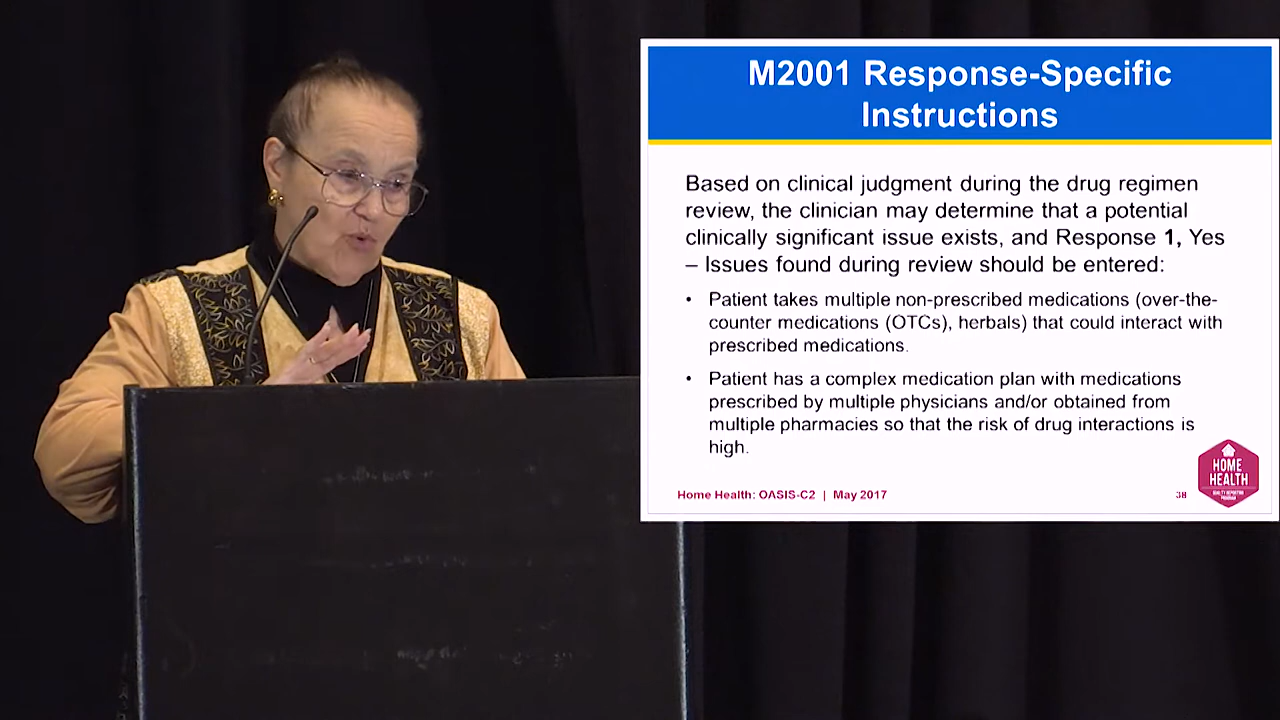 M2001 Response-Specific
Instructions
Based on clinical judgment during the drug regimen
review, the clinician may determine that a potential
clinically significant issue exists, and Response 1, Yes
– Issues found during review should be entered:
• Patient takes multiple non-prescribed medications (over-the-
counter medications (OTCs), herbals) that could interact with
prescribed medications.
• Patient has a complex medication plan with medications
prescribed by multiple physicians and/or obtained from
multiple pharmacies so that the risk of drug interactions is
high.
Home Health: OASIS-C2 | May 2017
38
HOME
HEALTH
QUALITY REPORTING
PROGRAM